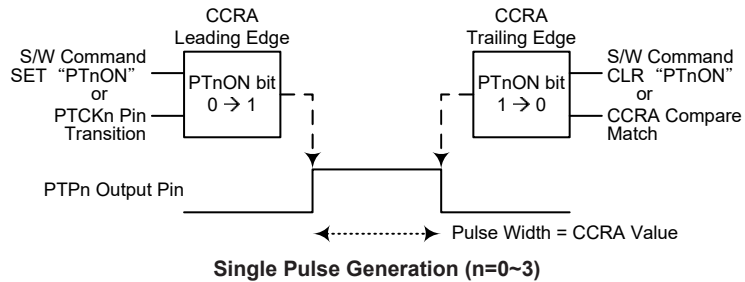 CCRA
Leading Edge
S/W Command
SET “PTnON”
or
PTCKn Pin
Transition
PTnON bit
0 → 1
CCRA
Trailing Edge
PTnON bit
1 → 0
S/W Command
CLR “PTnON”
or
CCRA Compare
Match
PTPn Output Pin
Pulse Width = CCRA Value
Single Pulse Generation (n=0~3)